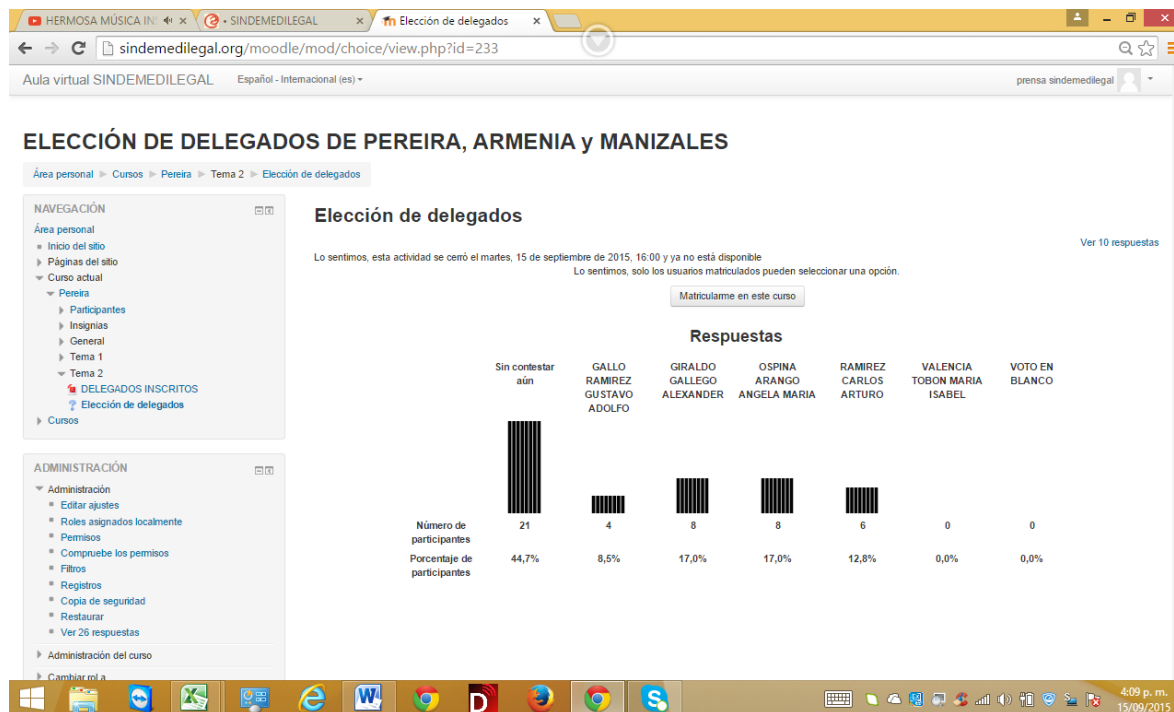 HERMOSA MÚSICA IN
- SINDEMEDILEGAL
Elección de delegados
sindemedilegal.org/moodle/mod/choice/view.php?id=233
Aula virtual SINDEMEDILEGAL
Español - Internacional (es)
prensa sindemedilegal
ELECCIÓN DE DELEGADOS DE PEREIRA, ARMENIA y MANIZALES
Área personal
Cursos
Pereira
Tema 2
Elección de delegados
NAVEGACIÓN
Área personal
Inicio del sitio
Páginas del sitio
Curso actual
Pereira
Participantes
Insignias
General
Tema 1
Tema 2
DELEGADOS INSCRITOS
Elección de delegados
Cursos
ADMINISTRACIÓN
Administración
Editar ajustes
Roles asignados localmente
Permisos
Compruebe los permisos
Filtros
Registros
Copia de seguridad
Restaurar
Ver 26 respuestas
Administración del curso
Cambiar rol a
Elección de delegados
Ver 10 respuestas
Lo sentimos, esta actividad se cerró el martes, 15 de septiembre de 2015, 16:00 y ya no está disponible
Lo sentimos, solo los usuarios matriculados pueden seleccionar una opción.
Matricularme en este curso
Respuestas
Sin contestar
aún
GALLO
RAMIREZ
GUSTAVO
ADOLFO
GIRALDO
GALLEGO
ALEXANDER
OSPINA
ARANGO
ANGELA MARIA
RAMIREZ
CARLOS
ARTURO
VALENCIA
TOBON MARIA
ISABEL
VOTO EN
BLANCO
Número de
participantes
21
4
8
8
6
0
0
Porcentaje de
participantes
44,7%
8,5%
17,0%
17,0%
12,8%
0,0%
0,0%
4:09 p. m.
15/09/2015